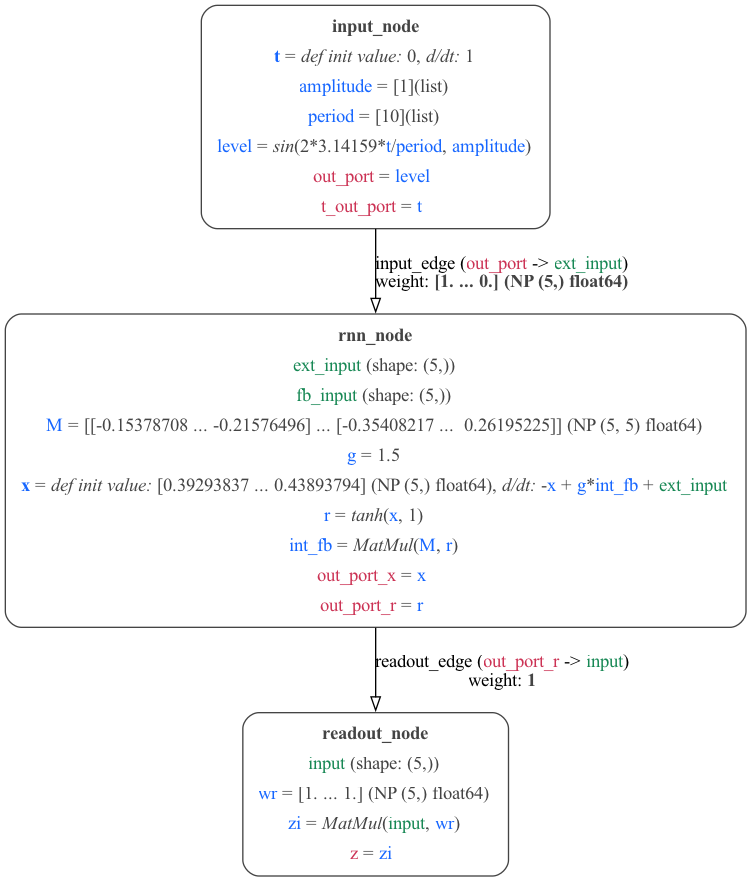 input_node
t = def init value: 0, d/dt: 1
amplitude = [1](list)
period = [10](list)
level = sin(2*3.14159*t/period, amplitude)
out_port = level
t_out_port = t
input_edge (out_port -> ext_input)
weight: [1. ... 0.] (NP (5,) float64)
rnn_node
ext_input (shape: (5,))
fb_input (shape: (5,))
M = [[-0.15378708 ... -0.21576496] ... [-0.35408217 ...  0.26195225]] (NP (5, 5) float64)
g = 1.5
x = def init value: [0.39293837 ... 0.43893794] (NP (5,) float64), d/dt: -x + g*int_fb + ext_input
r = tanh(x, 1)
int_fb = MatMul(M, r)
out_port_x = x
out_port_r = r
readout_edge (out_port_r -> input)
weight: 1
readout_node
input (shape: (5,))
wr = [1. ... 1.] (NP (5,) float64)
zi = MatMul(input, wr)
z = zi